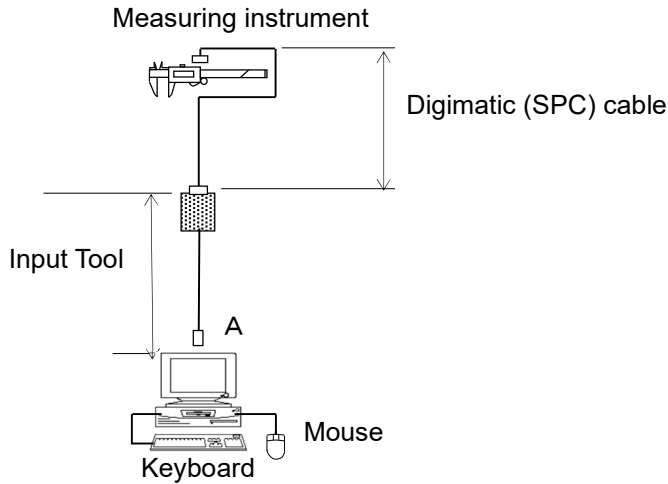 Measuring instrument
Digimatic (SPC) cable
Input Tool
A
Mouse
Keyboard